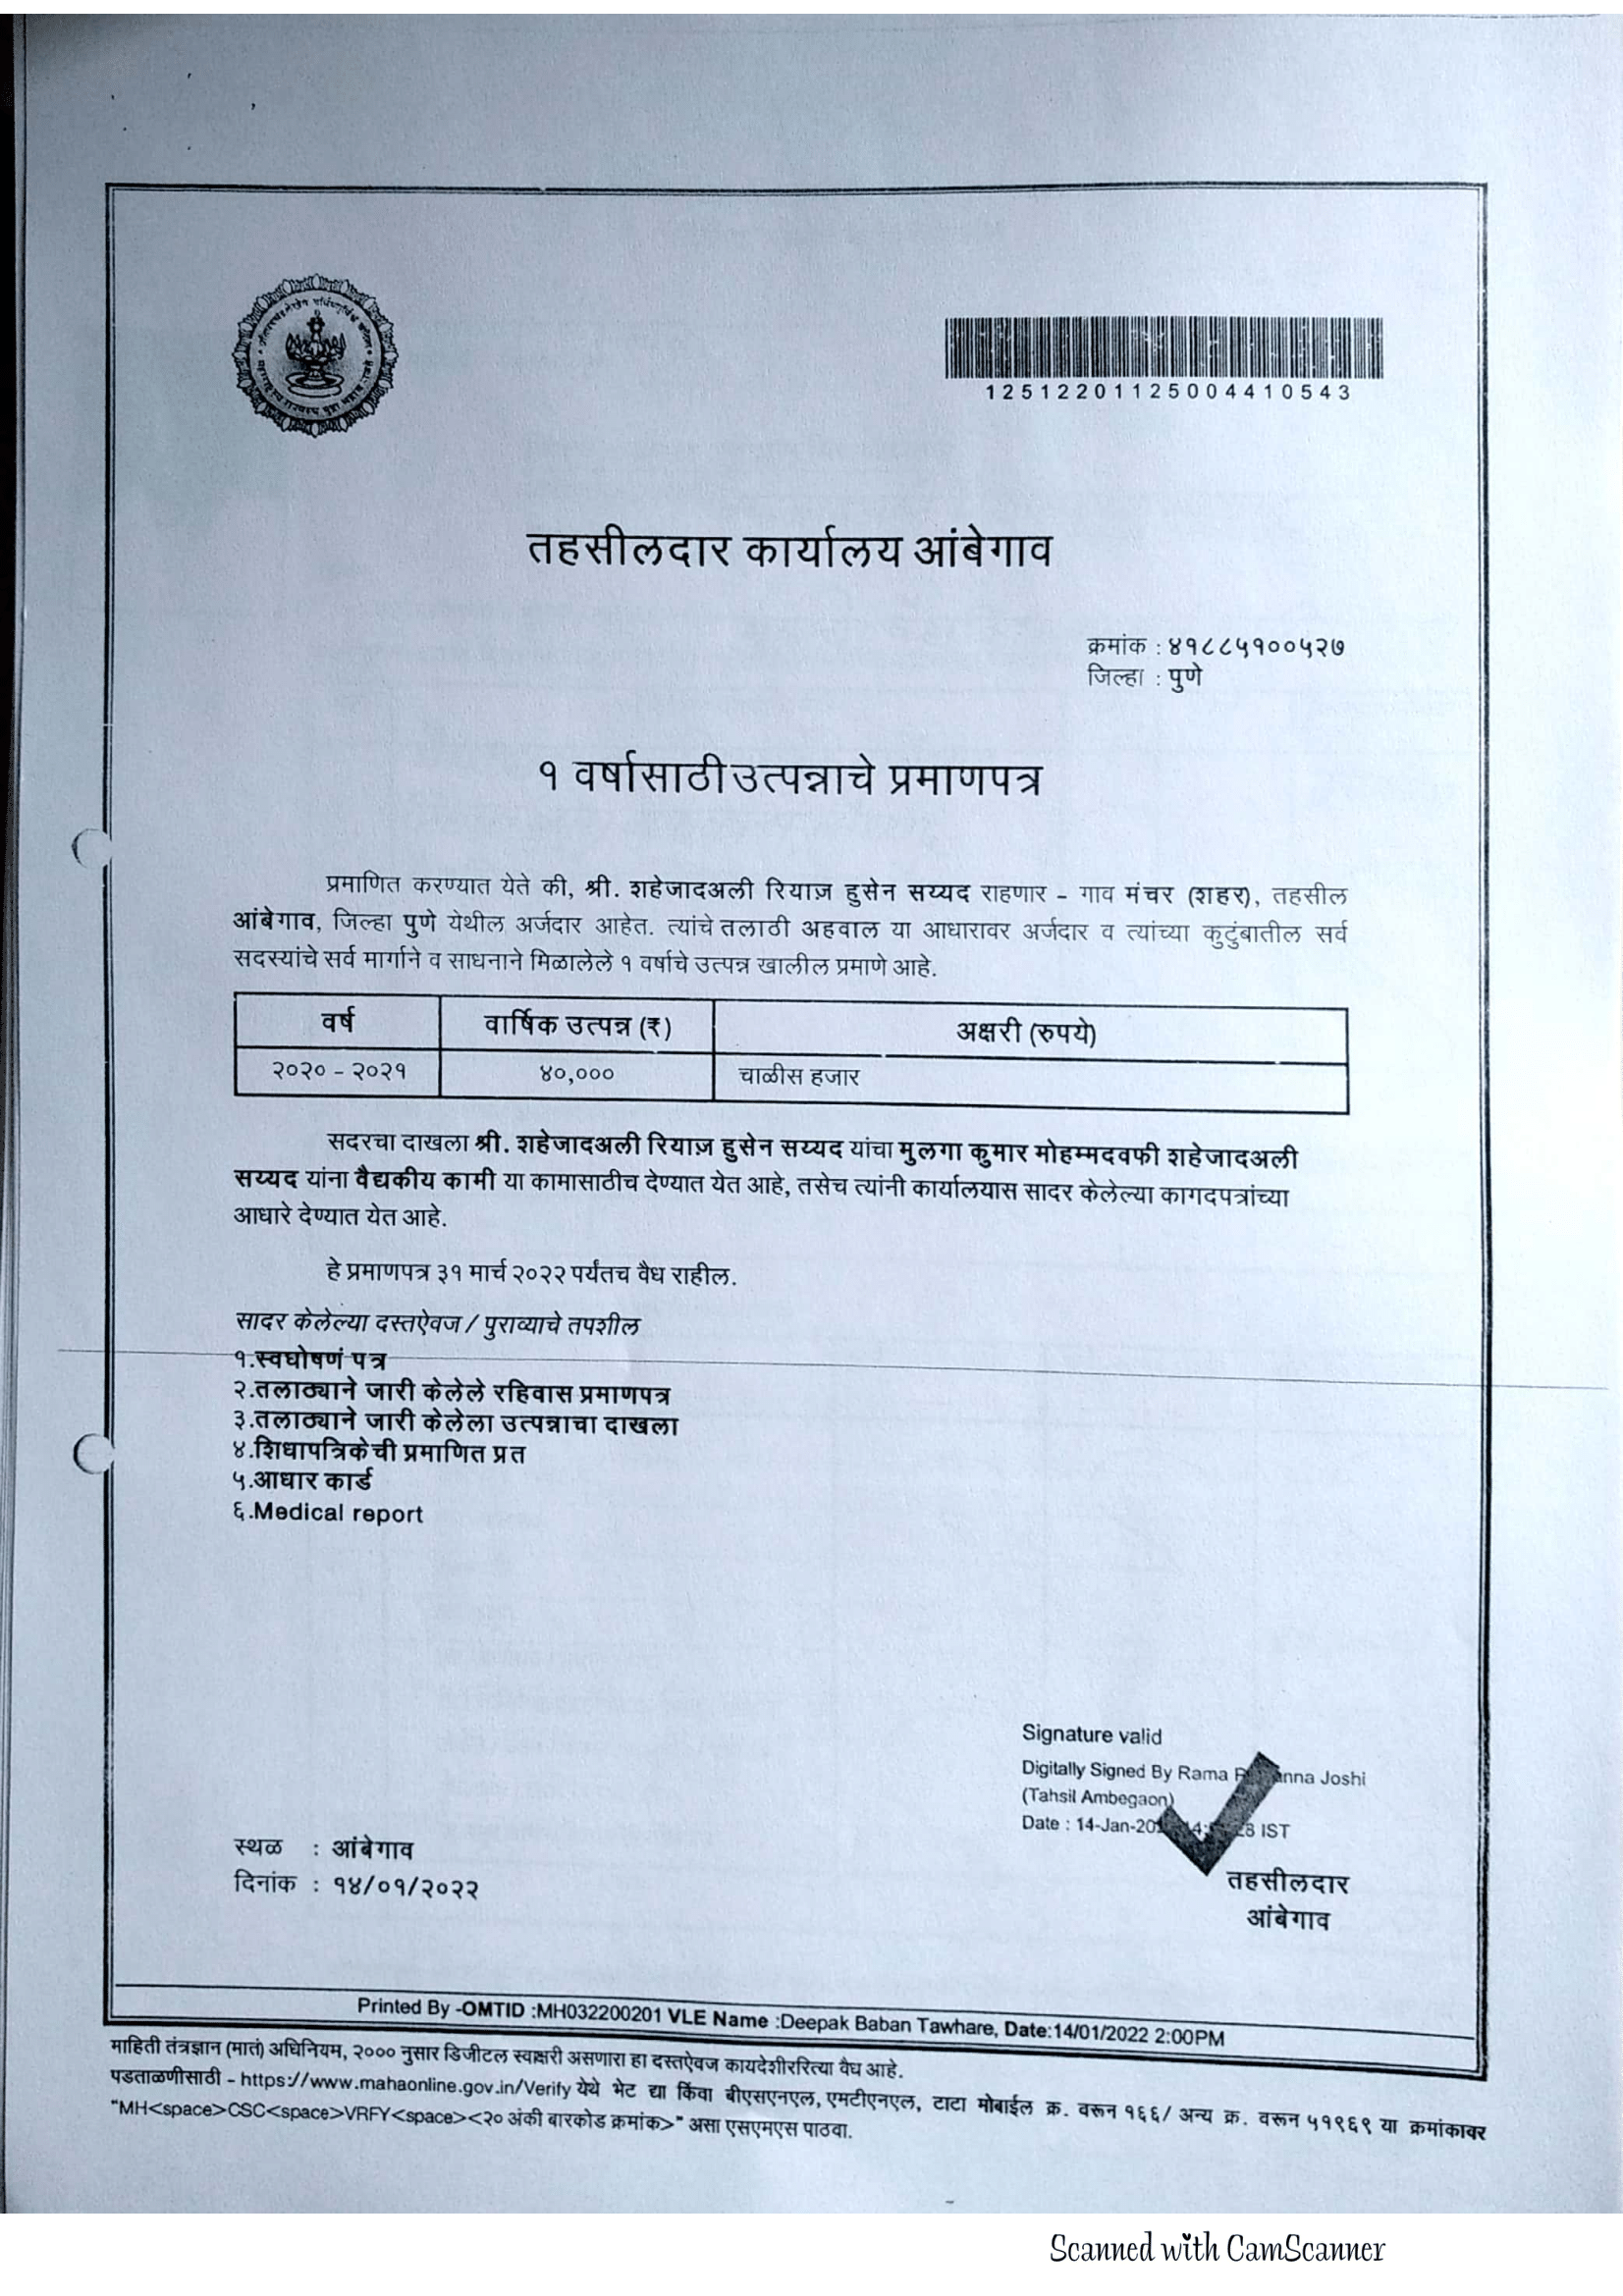 12512201125004410543
तहसीलदार कार्यालय आंबेगाव
क्रमांक : ४१८८५१००५२७
जिल्हा : पुणे
१ वर्षासाठी उत्पन्नाचे प्रमाणपत्र
प्रमाणित करण्यात येते की, श्री. शहेजादअली रियाज़ हुसेन सय्यद राहणार - गाव मंचर (शहर), तहसील
आंबेगाव, जिल्हा पुणे येथील अर्जदार आहेत. त्यांचे तलाठी अहवाल या आधारावर अर्जदार व त्यांच्या कुटुंबातील सर्व
सदस्यांचे सर्व मार्गाने व साधनाने मिळालेले १ वर्षाचे उत्पन्न खालील प्रमाणे आहे.
वर्ष वार्षिक उत्पन्न (₹) अक्षरी (रुपये)
२०२० - २०२१ ४०,००० चाळीस हजार
सदरचा दाखला श्री. शहेजादअली रियाज़ हुसेन सय्यद यांचा मुलगा कुमार मोहम्मदवफी शहेजादअली
सय्यद यांना वैद्यकीय कामी या कामासाठीच देण्यात येत आहे, तसेच त्यांनी कार्यालयास सादर केलेल्या कागदपत्रांच्या
आधारे देण्यात येत आहे.
हे प्रमाणपत्र ३१ मार्च २०२२ पर्यंतच वैध राहील.
सादर केलेल्या दस्तऐवज / पुराव्याचे तपशील
१.स्वघोषणं पत्र
२.तलाठ्याने जारी केलेले रहिवास प्रमाणपत्र
३.तलाठ्याने जारी केलेला उत्पन्नाचा दाखला
४.शिधापत्रिकेची प्रमाणित प्रत
५.आधार कार्ड
६.Medical report
Signature valid
Digitally Signed By Rama Joshi
(Tahsil Ambegaon)
Date : 14-Jan- IST
स्थळ : आंबेगाव
दिनांक : १४/०१/२०२२
तहसीलदार
आंबेगाव
Printed By -OMTID :MH032200201 VLE Name :Deepak Baban Tawhare, Date:14/01/2022 2:00PM
माहिती तंत्रज्ञान (मातं) अधिनियम, २००० नुसार डिजीटल स्वाक्षरी असणारा हा दस्तऐवज कायदेशीररित्या वैध आहे.
पडताळणीसाठी - https://www.mahaonline.gov.in/Verify येथे भेट द्या किंवा बीएसएनएल, एमटीएनएल, टाटा मोबाईल क्र. वरून १६६/ अन्य क्र. वरून ५१९६९ या क्रमांकावर
"MH<space>CSC<space>VRFY<space><२० अंकी बारकोड क्रमांक>" असा एसएमएस पाठवा.
Scanned with CamScanner